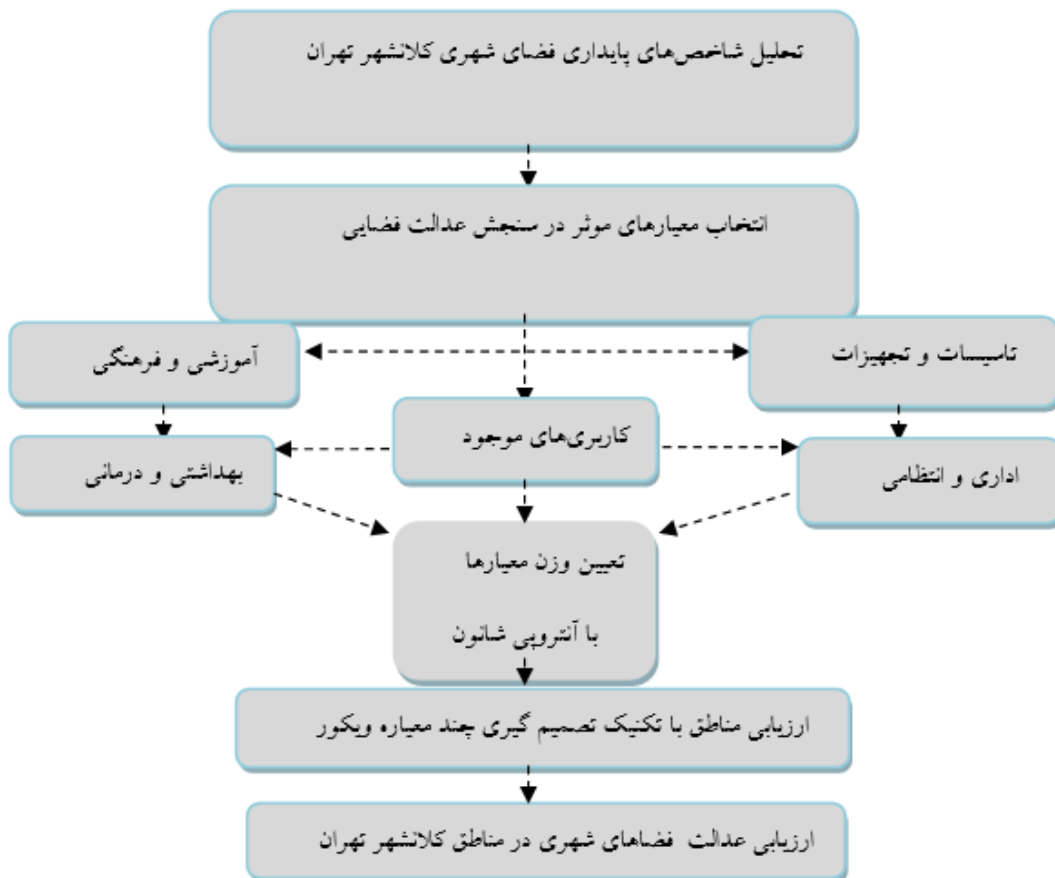 تحلیل شاخص‌های پایداری فضای شهری کلانشهر تهران
انتخاب معیارهای موثر در سنجش عدالت فضایی
تاسیسات و تجهیزات
آموزشی و فرهنگی
کاربری‌های موجود
اداری و انتظامی
بهداشتی و درمانی
تعیین وزن معیارها
با آنتروپی شانون
ارزیابی مناطق با تکنیک تصمیم گیری چند معیاره ویکور
ارزیابی عدالت فضاهای شهری در مناطق کلانشهر تهران